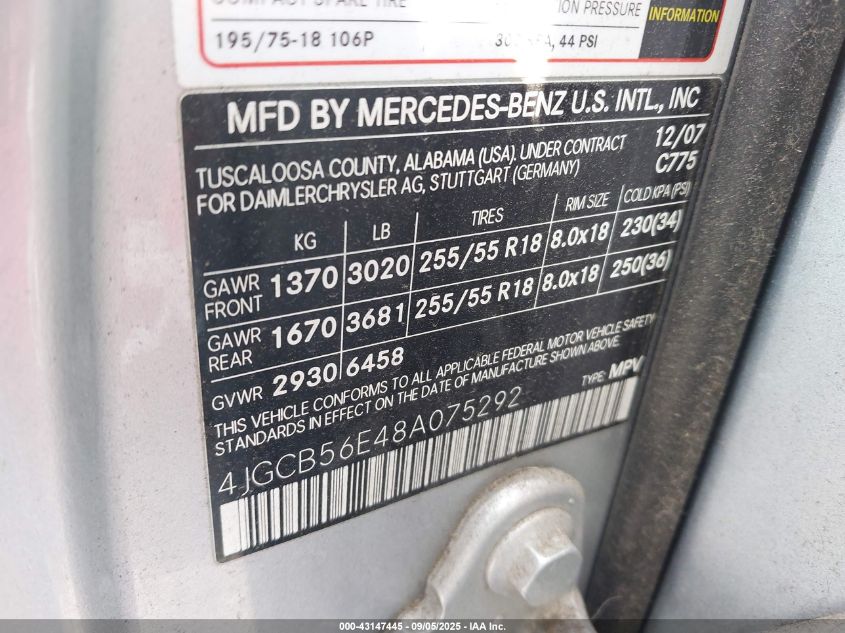 COMPACT SPARE TIRE
ION PRESSURE
INFORMATION
195/75-18 106P
44 PSI
MFD BY MERCEDES-BENZ U.S. INTL., INC
TUSCALOOSA COUNTY, ALABAMA (USA). UNDER CONTRACT 12/07
FOR DAIMLERCHRYSLER AG, STUTTGART (GERMANY) C775
KG LB TIRES RIM SIZE COLD KPA (PSI)
GAWR FRONT 1370 3020 255/55 R18 8.0x18 230(34)
GAWR REAR 1670 3681 255/55 R18 8.0x18 250(36)
GVWR 2930 6458
THIS VEHICLE CONFORMS TO ALL APPLICABLE FEDERAL MOTOR VEHICLE SAFETY
STANDARDS IN EFFECT ON THE DATE OF MANUFACTURE SHOWN ABOVE.
TYPE: MPV
4JGCB56E48A075292
000-43147445 - 09/05/2025 - IAA Inc.